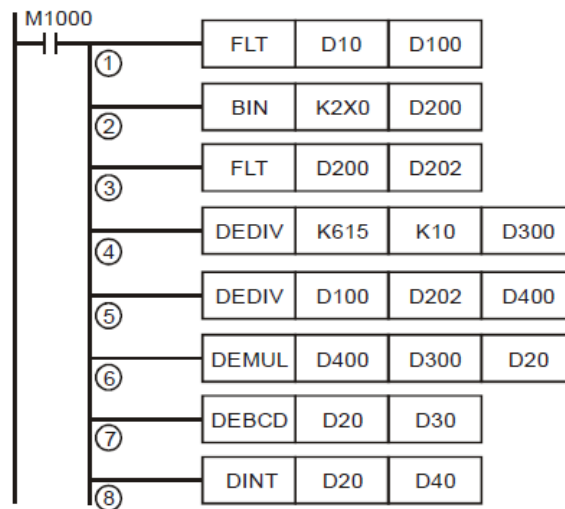 M1000
① FLT D10 D100
② BIN K2X0 D200
③ FLT D200 D202
④ DEDIV K615 K10 D300
⑤ DEDIV D100 D202 D400
⑥ DEMUL D400 D300 D20
⑦ DEBCD D20 D30
⑧ DINT D20 D40